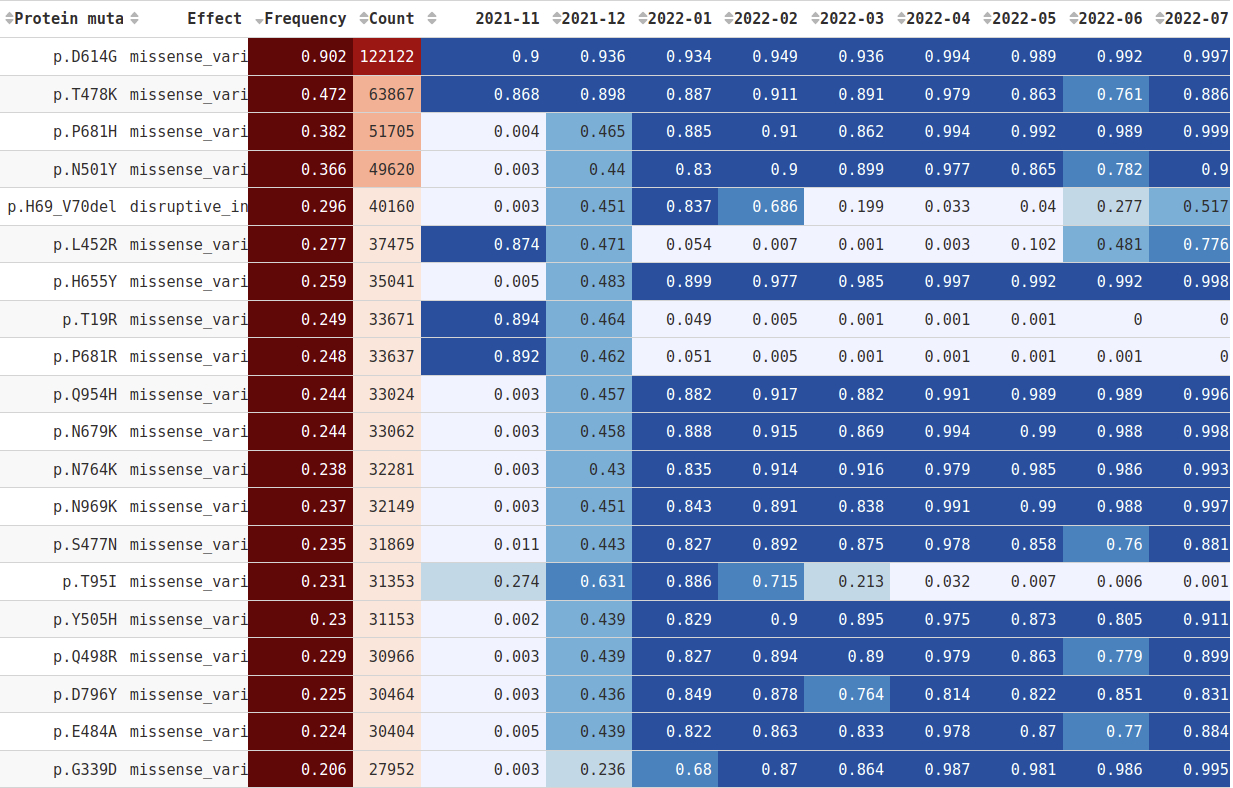 Protein muta Effect Frequency Count 2021-11 2021-12 2022-01 2022-02 2022-03 2022-04 2022-05 2022-06 2022-07
p.D614G missense_vari 0.902 122122 0.9 0.936 0.934 0.949 0.936 0.994 0.989 0.992 0.997
p.T478K missense_vari 0.472 63867 0.868 0.898 0.887 0.911 0.891 0.979 0.863 0.761 0.886
p.P681H missense_vari 0.382 51705 0.004 0.465 0.885 0.91 0.862 0.994 0.992 0.989 0.999
p.N501Y missense_vari 0.366 49620 0.003 0.44 0.83 0.9 0.899 0.977 0.865 0.782 0.9
p.H69_V70del disruptive_in 0.296 40160 0.003 0.451 0.837 0.686 0.199 0.033 0.04 0.277 0.517
p.L452R missense_vari 0.277 37475 0.874 0.471 0.054 0.007 0.001 0.003 0.102 0.481 0.776
p.H655Y missense_vari 0.259 35041 0.005 0.483 0.899 0.977 0.985 0.997 0.992 0.992 0.998
p.T19R missense_vari 0.249 33671 0.894 0.464 0.049 0.005 0.001 0.001 0.001 0 0
p.P681R missense_vari 0.248 33637 0.892 0.462 0.051 0.005 0.001 0.001 0.001 0.001 0
p.Q954H missense_vari 0.244 33024 0.003 0.457 0.882 0.917 0.882 0.991 0.989 0.989 0.996
p.N679K missense_vari 0.244 33062 0.003 0.458 0.888 0.915 0.869 0.994 0.99 0.988 0.998
p.N764K missense_vari 0.238 32281 0.003 0.43 0.835 0.914 0.916 0.979 0.985 0.986 0.993
p.N969K missense_vari 0.237 32149 0.003 0.451 0.843 0.891 0.838 0.991 0.99 0.988 0.997
p.S477N missense_vari 0.235 31869 0.011 0.443 0.827 0.892 0.875 0.978 0.858 0.76 0.881
p.T95I missense_vari 0.231 31353 0.274 0.631 0.886 0.715 0.213 0.032 0.007 0.006 0.001
p.Y505H missense_vari 0.23 31153 0.002 0.439 0.829 0.9 0.895 0.975 0.873 0.805 0.911
p.Q498R missense_vari 0.229 30966 0.003 0.439 0.827 0.894 0.89 0.979 0.863 0.779 0.899
p.D796Y missense_vari 0.225 30464 0.003 0.436 0.849 0.878 0.764 0.814 0.822 0.851 0.831
p.E484A missense_vari 0.224 30404 0.005 0.439 0.822 0.863 0.833 0.978 0.87 0.77 0.884
p.G339D missense_vari 0.206 27952 0.003 0.236 0.68 0.87 0.864 0.987 0.981 0.986 0.995